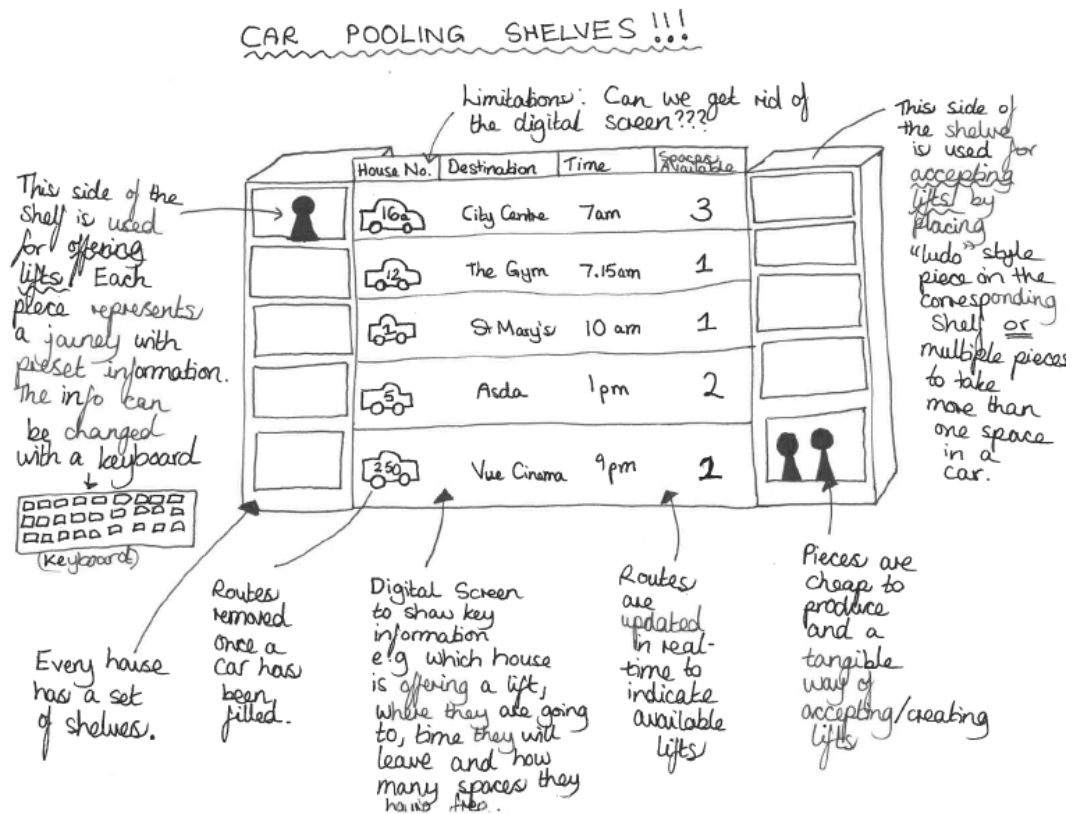 CAR POOLING SHELVES!!!
Limitations: Can we get rid of
the digital screen???
This side of the
shelf is used
for offering
lifts. Each
piece represents
a journey with
preset information.
The info can
be changed
with a keyboard
(keyboard)
House No. Destination Time Spaces Available
16a City Centre 7am 3
12 The Gym 7.15am 1
1 St Mary's 10 am 1
5 Asda 1pm 2
250 Vue Cinema 9pm 1
This side of
the shelve
is used for
accepting
lifts by
placing
"ludo" style
piece on the
corresponding
shelf or
multiple pieces
to take
more than
one space
in a
car.
Every house
has a set
of shelves.
Routes
removed
once a
car has
been
filled.
Digital Screen
to show key
information
e.g which house
is offering a lift,
where they are going
to, time they will
leave and how
many spaces they
have free.
Routes
are
updated
in real-
time to
indicate
available
lifts
Pieces are
cheap to
produce
and a
tangible
way of
accepting/creating
lifts